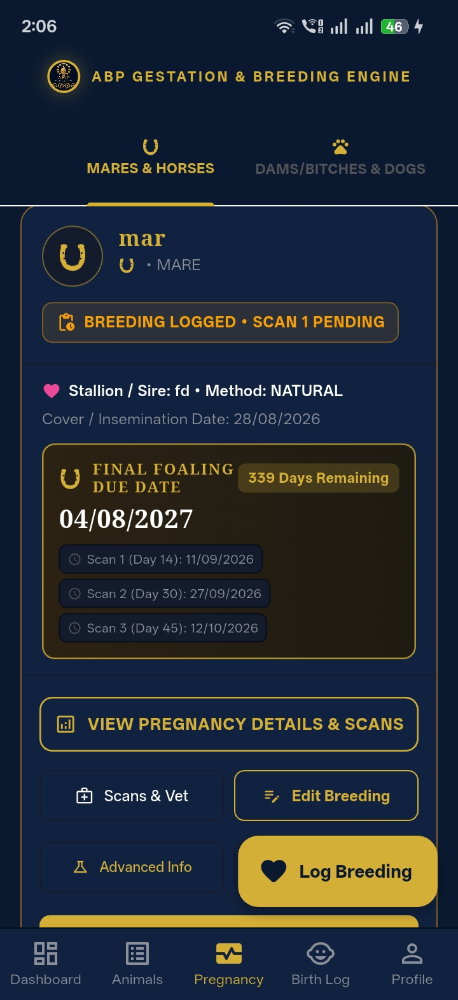 2:06
46
ABP GESTATION & BREEDING ENGINE
MARES & HORSES
DAMS/BITCHES & DOGS
mar
• MARE
BREEDING LOGGED • SCAN 1 PENDING
Stallion / Sire: fd • Method: NATURAL
Cover / Insemination Date: 28/08/2026
FINAL FOALING
DUE DATE
339 Days Remaining
04/08/2027
Scan 1 (Day 14): 11/09/2026
Scan 2 (Day 30): 27/09/2026
Scan 3 (Day 45): 12/10/2026
VIEW PREGNANCY DETAILS & SCANS
Scans & Vet
Edit Breeding
Advanced Info
Log Breeding
Dashboard
Animals
Pregnancy
Birth Log
Profile